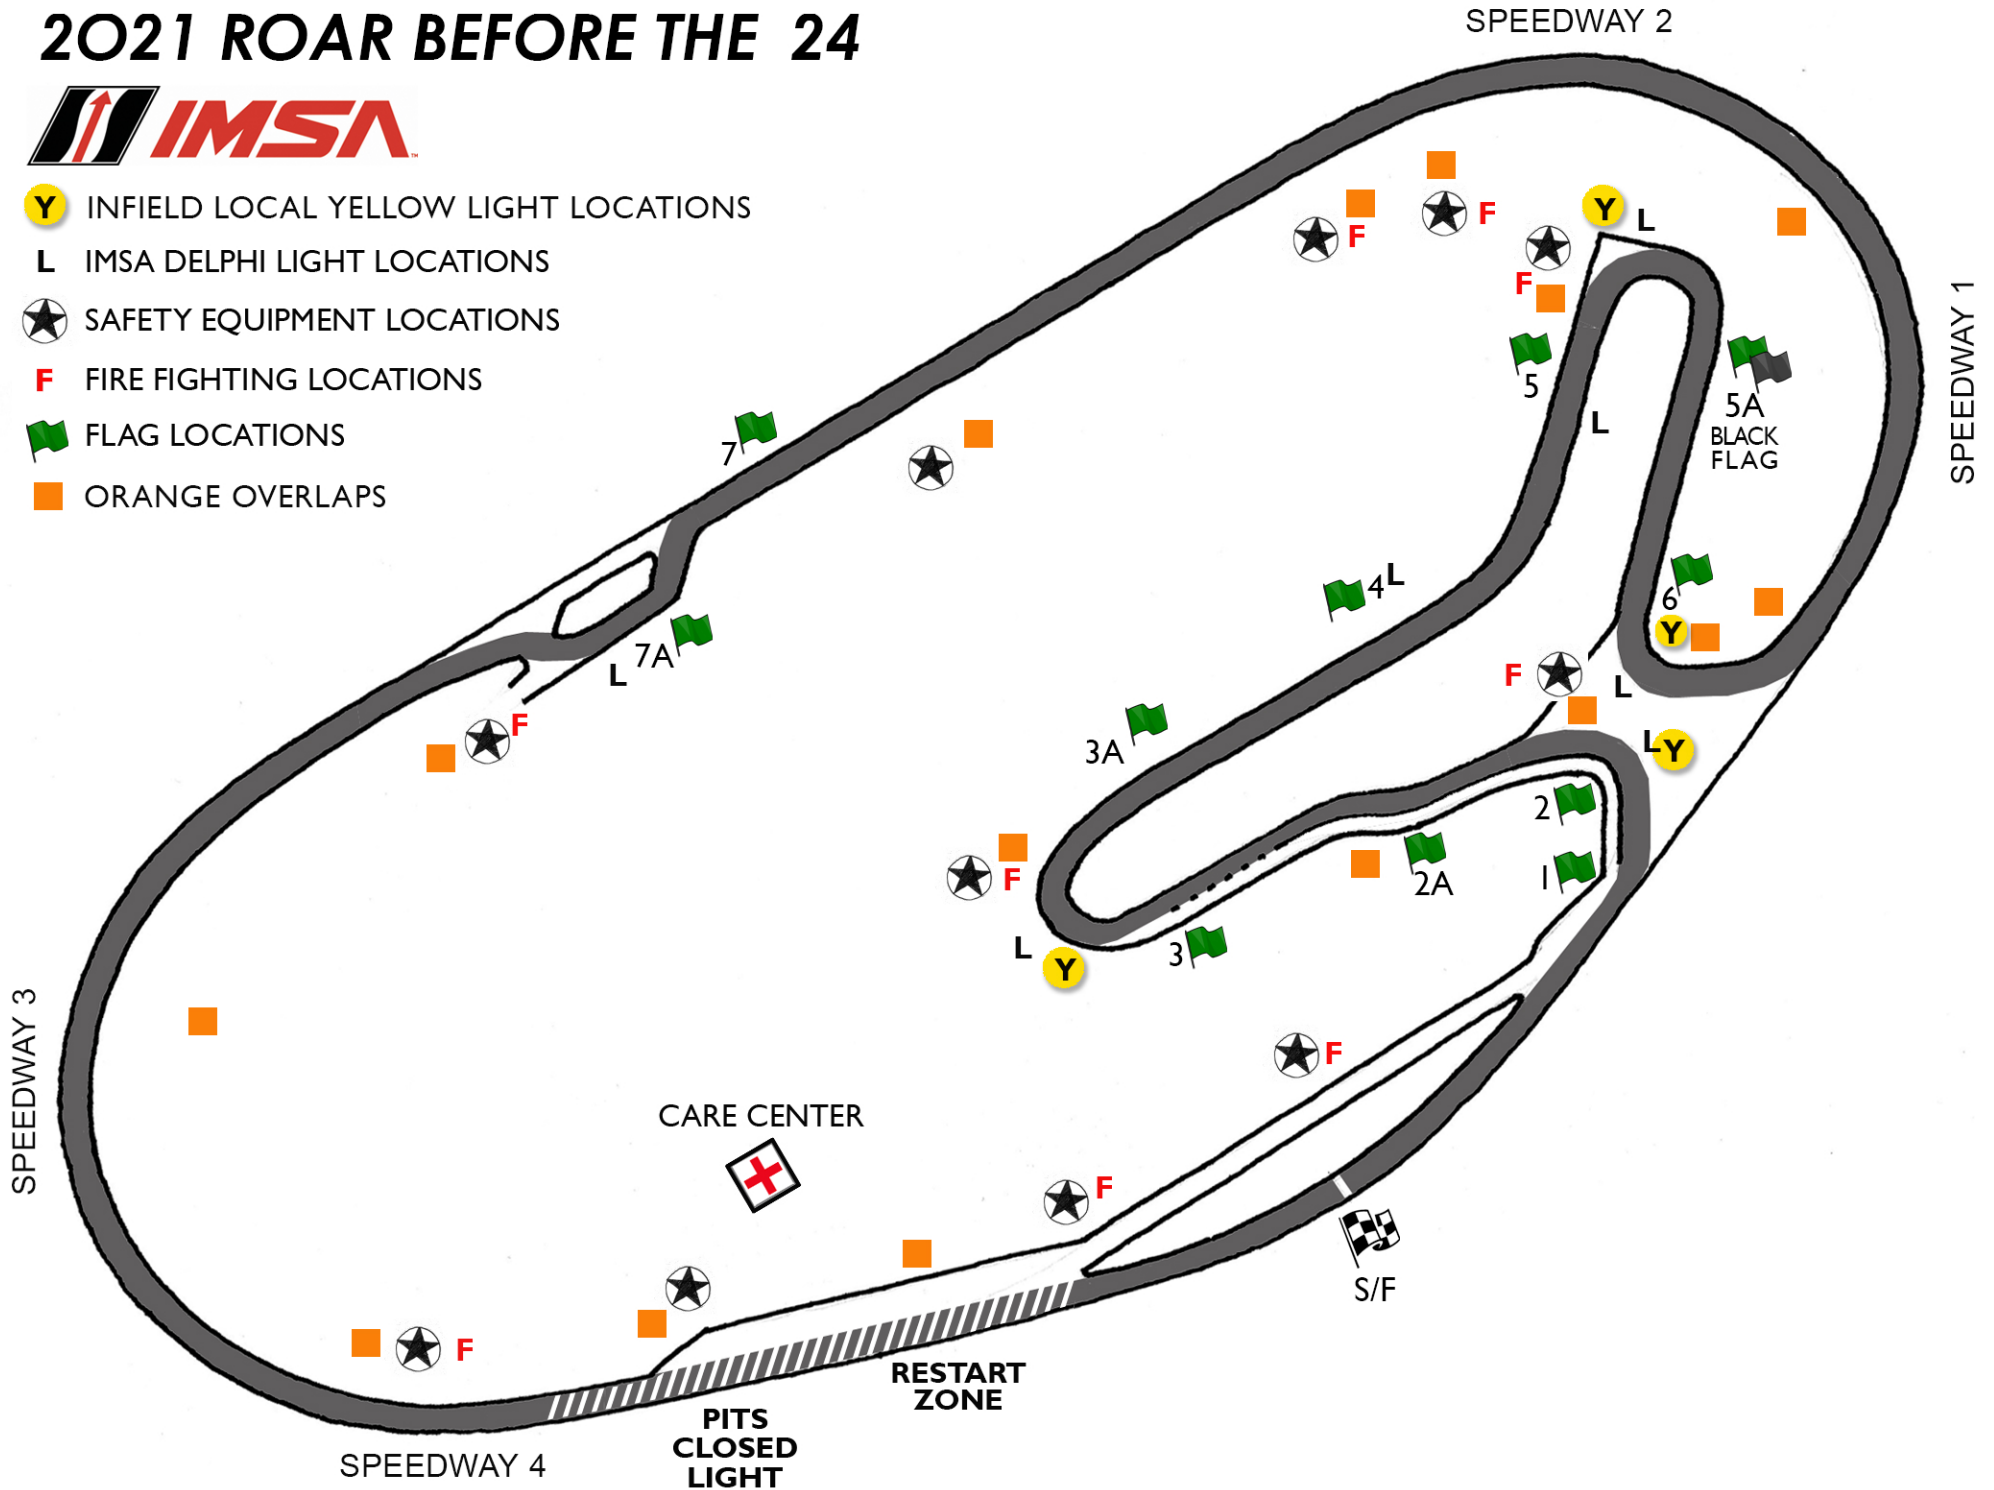 2021 ROAR BEFORE THE 24
IMSA
Y INFIELD LOCAL YELLOW LIGHT LOCATIONS
L IMSA DELPHI LIGHT LOCATIONS
SAFETY EQUIPMENT LOCATIONS
F FIRE FIGHTING LOCATIONS
FLAG LOCATIONS
ORANGE OVERLAPS
SPEEDWAY 2
SPEEDWAY 1
Y
L
F
F
F
5
L
5A
BLACK
FLAG
7
4 L
6
Y
7A
L
F
L
F
3A
L Y
2
F
1
2A
L
Y
3
F
SPEEDWAY 3
CARE CENTER
F
S/F
F
RESTART
ZONE
PITS
CLOSED
LIGHT
SPEEDWAY 4